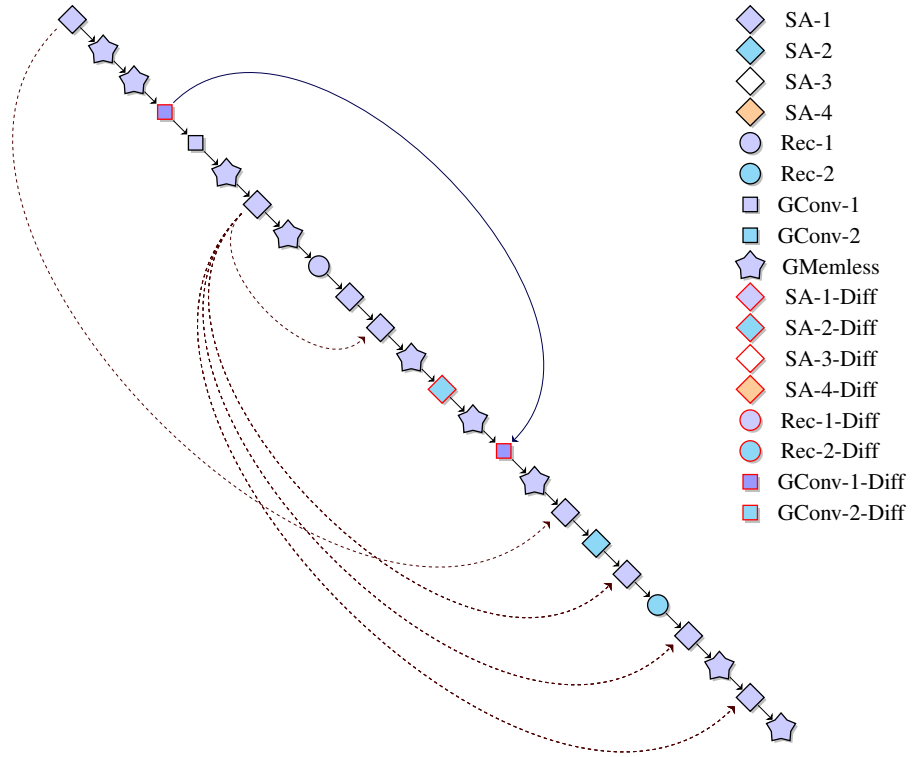 SA-1
SA-2
SA-3
SA-4
Rec-1
Rec-2
GConv-1
GConv-2
GMemless
SA-1-Diff
SA-2-Diff
SA-3-Diff
SA-4-Diff
Rec-1-Diff
Rec-2-Diff
GConv-1-Diff
GConv-2-Diff